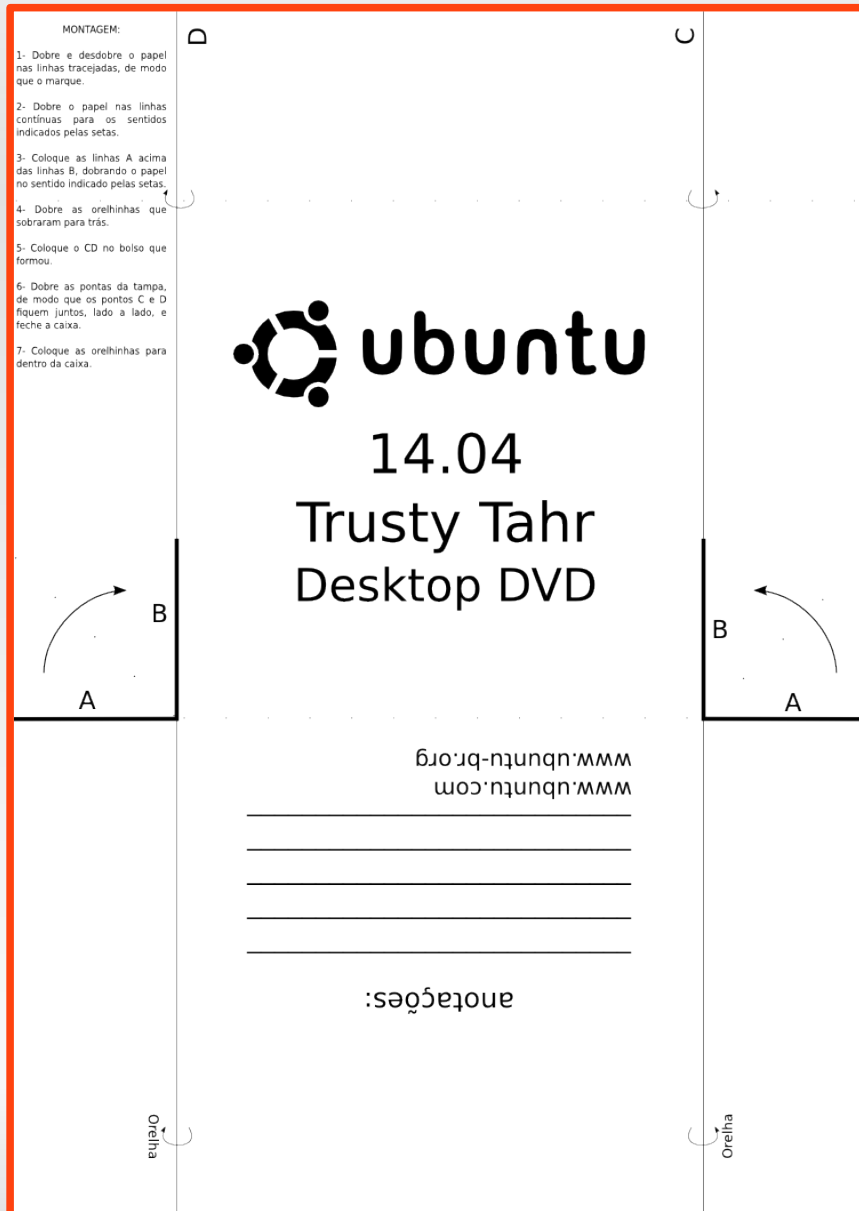 MONTAGEM:
1- Dobre e desdobre o papel
nas linhas tracejadas, de modo
que o marque.
2- Dobre o papel nas linhas
contínuas para os sentidos
indicados pelas setas.
3- Coloque as linhas A acima
das linhas B, dobrando o papel
no sentido indicado pelas setas.
4- Dobre as orelhinhas que
sobraram para trás.
5- Coloque o CD no bolso que
formou.
6- Dobre as pontas da tampa,
de modo que os pontos C e D
fiquem juntos, lado a lado, e
feche a caixa.
7- Coloque as orelhinhas para
dentro da caixa.
D
C
ubuntu
14.04
Trusty Tahr
Desktop DVD
B
A
B
A
www.ubuntu-br.org
www.ubuntu.com
anotações:
Orelha
Orelha